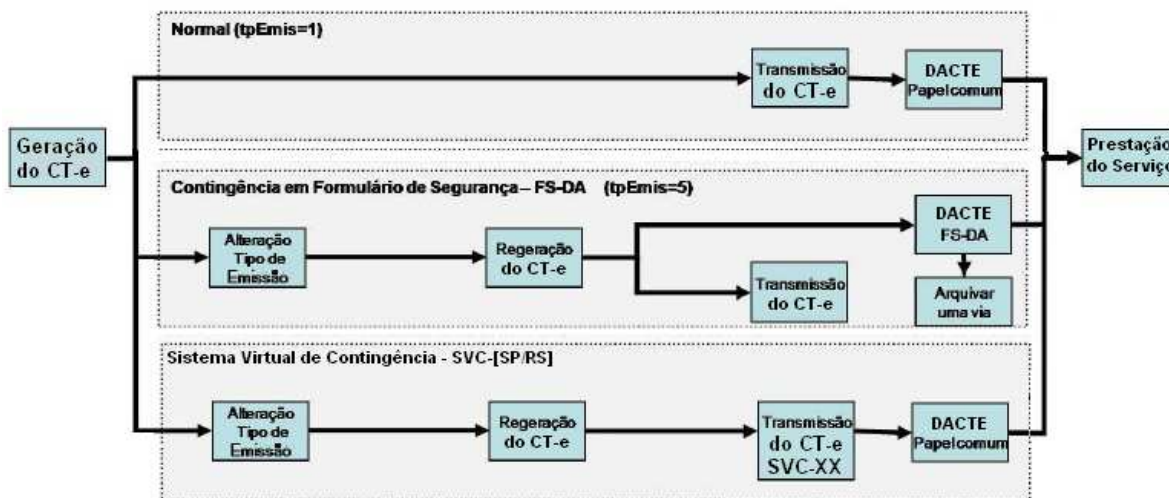 Normal (tpEmis=1)
Transmissão
do CT-e
DACTE
Papelcomum
Geração
do CT-e
Prestação
do Serviço
Contingência em Formulário de Segurança – FS-DA (tpEmis=5)
Alteração
Tipo de
Emissão
Regeração
do CT-e
DACTE
FS-DA
Transmissão
do CT-e
Arquivar
uma via
Sistema Virtual de Contingência - SVC-[SP/RS]
Alteração
Tipo de
Emissão
Regeração
do CT-e
Transmissão
do CT-e
SVC-XX
DACTE
Papelcomum